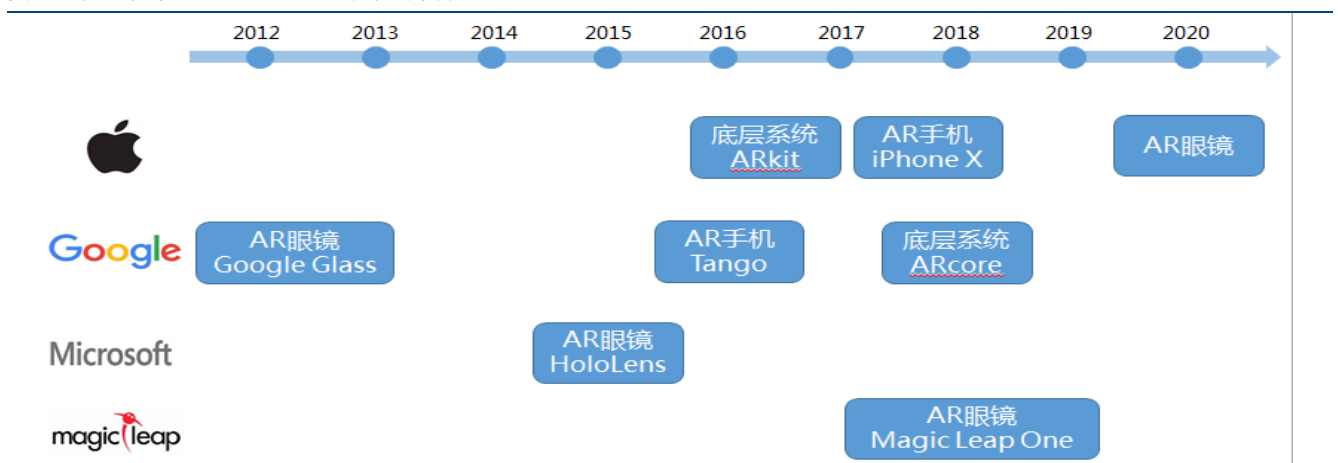 2012 2013 2014 2015 2016 2017 2018 2019 2020
底层系统
ARkit
AR手机
iPhone X
AR眼镜
Google
AR眼镜
Google Glass
AR手机
Tango
底层系统
ARcore
Microsoft
AR眼镜
HoloLens
magic leap
AR眼镜
Magic Leap One